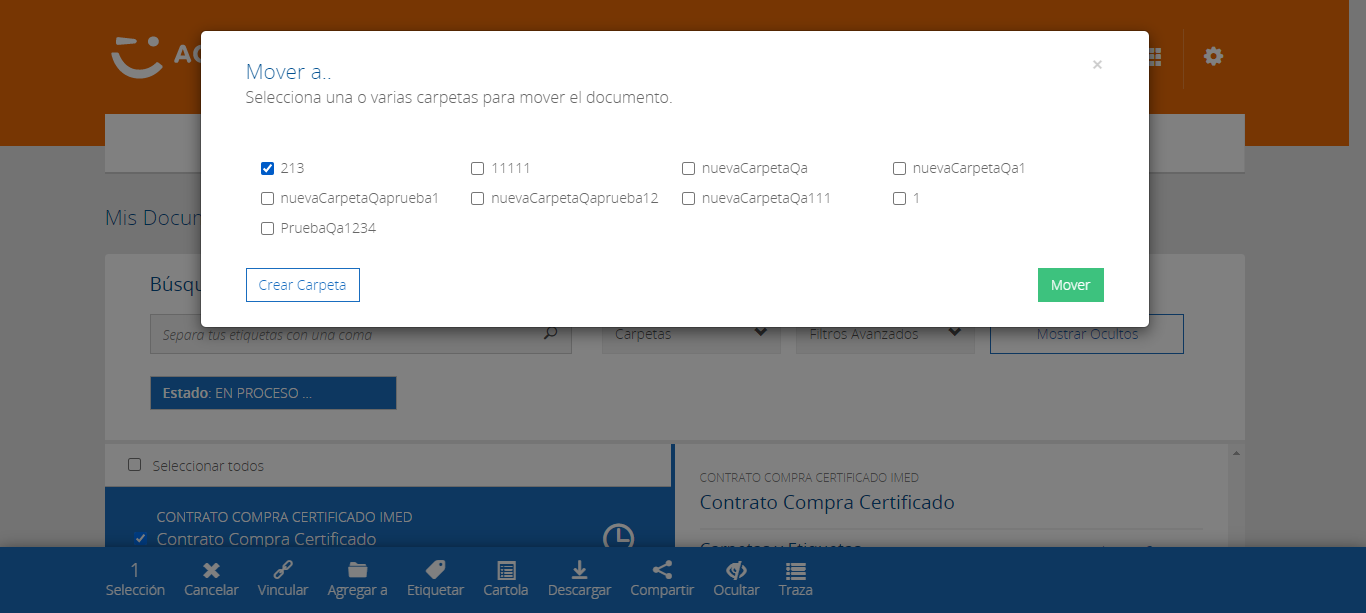 Mover a..
×
Selecciona una o varias carpetas para mover el documento.
213
11111
nuevaCarpetaQa
nuevaCarpetaQa1
nuevaCarpetaQaprueba1
nuevaCarpetaQaprueba12
nuevaCarpetaQa111
1
PruebaQa1234
Crear Carpeta
Mover
Mis Docum
Búsqu
Separa tus etiquetas con una coma
Carpetas
Filtros Avanzados
Mostrar Ocultos
Estado: EN PROCESO ...
Seleccionar todos
CONTRATO COMPRA CERTIFICADO IMED
Contrato Compra Certificado
CONTRATO COMPRA CERTIFICADO IMED
Contrato Compra Certificado
Carpetas y Etiquetas
1
Selección
Cancelar
Vincular
Agregar a
Etiquetar
Cartola
Descargar
Compartir
Ocultar
Traza